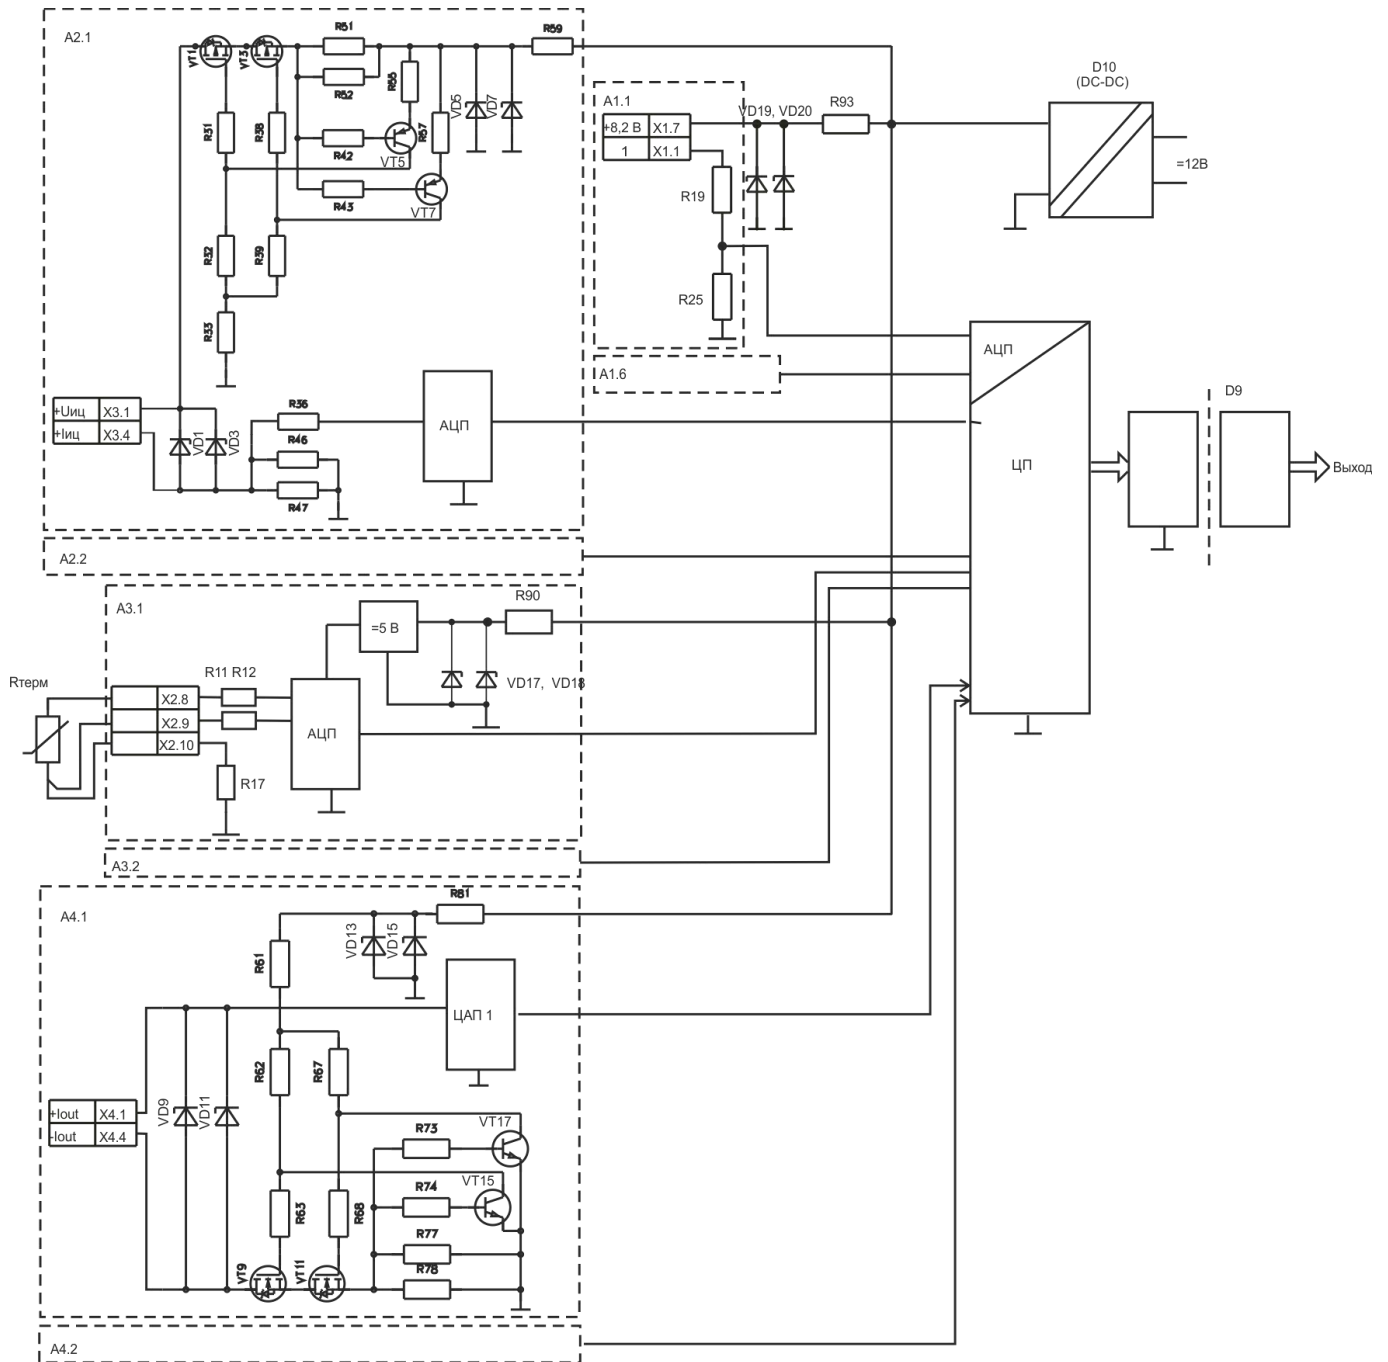 A2.1
VT1
VT3
R51
R52
R55
R59
R31
R38
R42
VT5
R57
VD5
VD7
R43
VT7
R32
R39
R33
+Uиц X3.1
+Iиц X3.4
VD1
VD3
R36
R46
R47
АЦП
A2.2
A1.1
+8,2 В X1.7
1 X1.1
VD19, VD20
R93
R19
R25
A1.6
D10
(DC-DC)
=12В
АЦП
ЦП
D9
Выход
A3.1
R90
=5 В
VD17, VD18
Rтерм
R11 R12
X2.8
X2.9
X2.10
R17
АЦП
A3.2
A4.1
R81
VD13
VD15
R61
ЦАП 1
R62
R67
+Iout X4.1
-Iout X4.4
VD9
VD11
VT17
R73
VT15
R74
R63
R68
R77
R78
VT9
VT11
A4.2